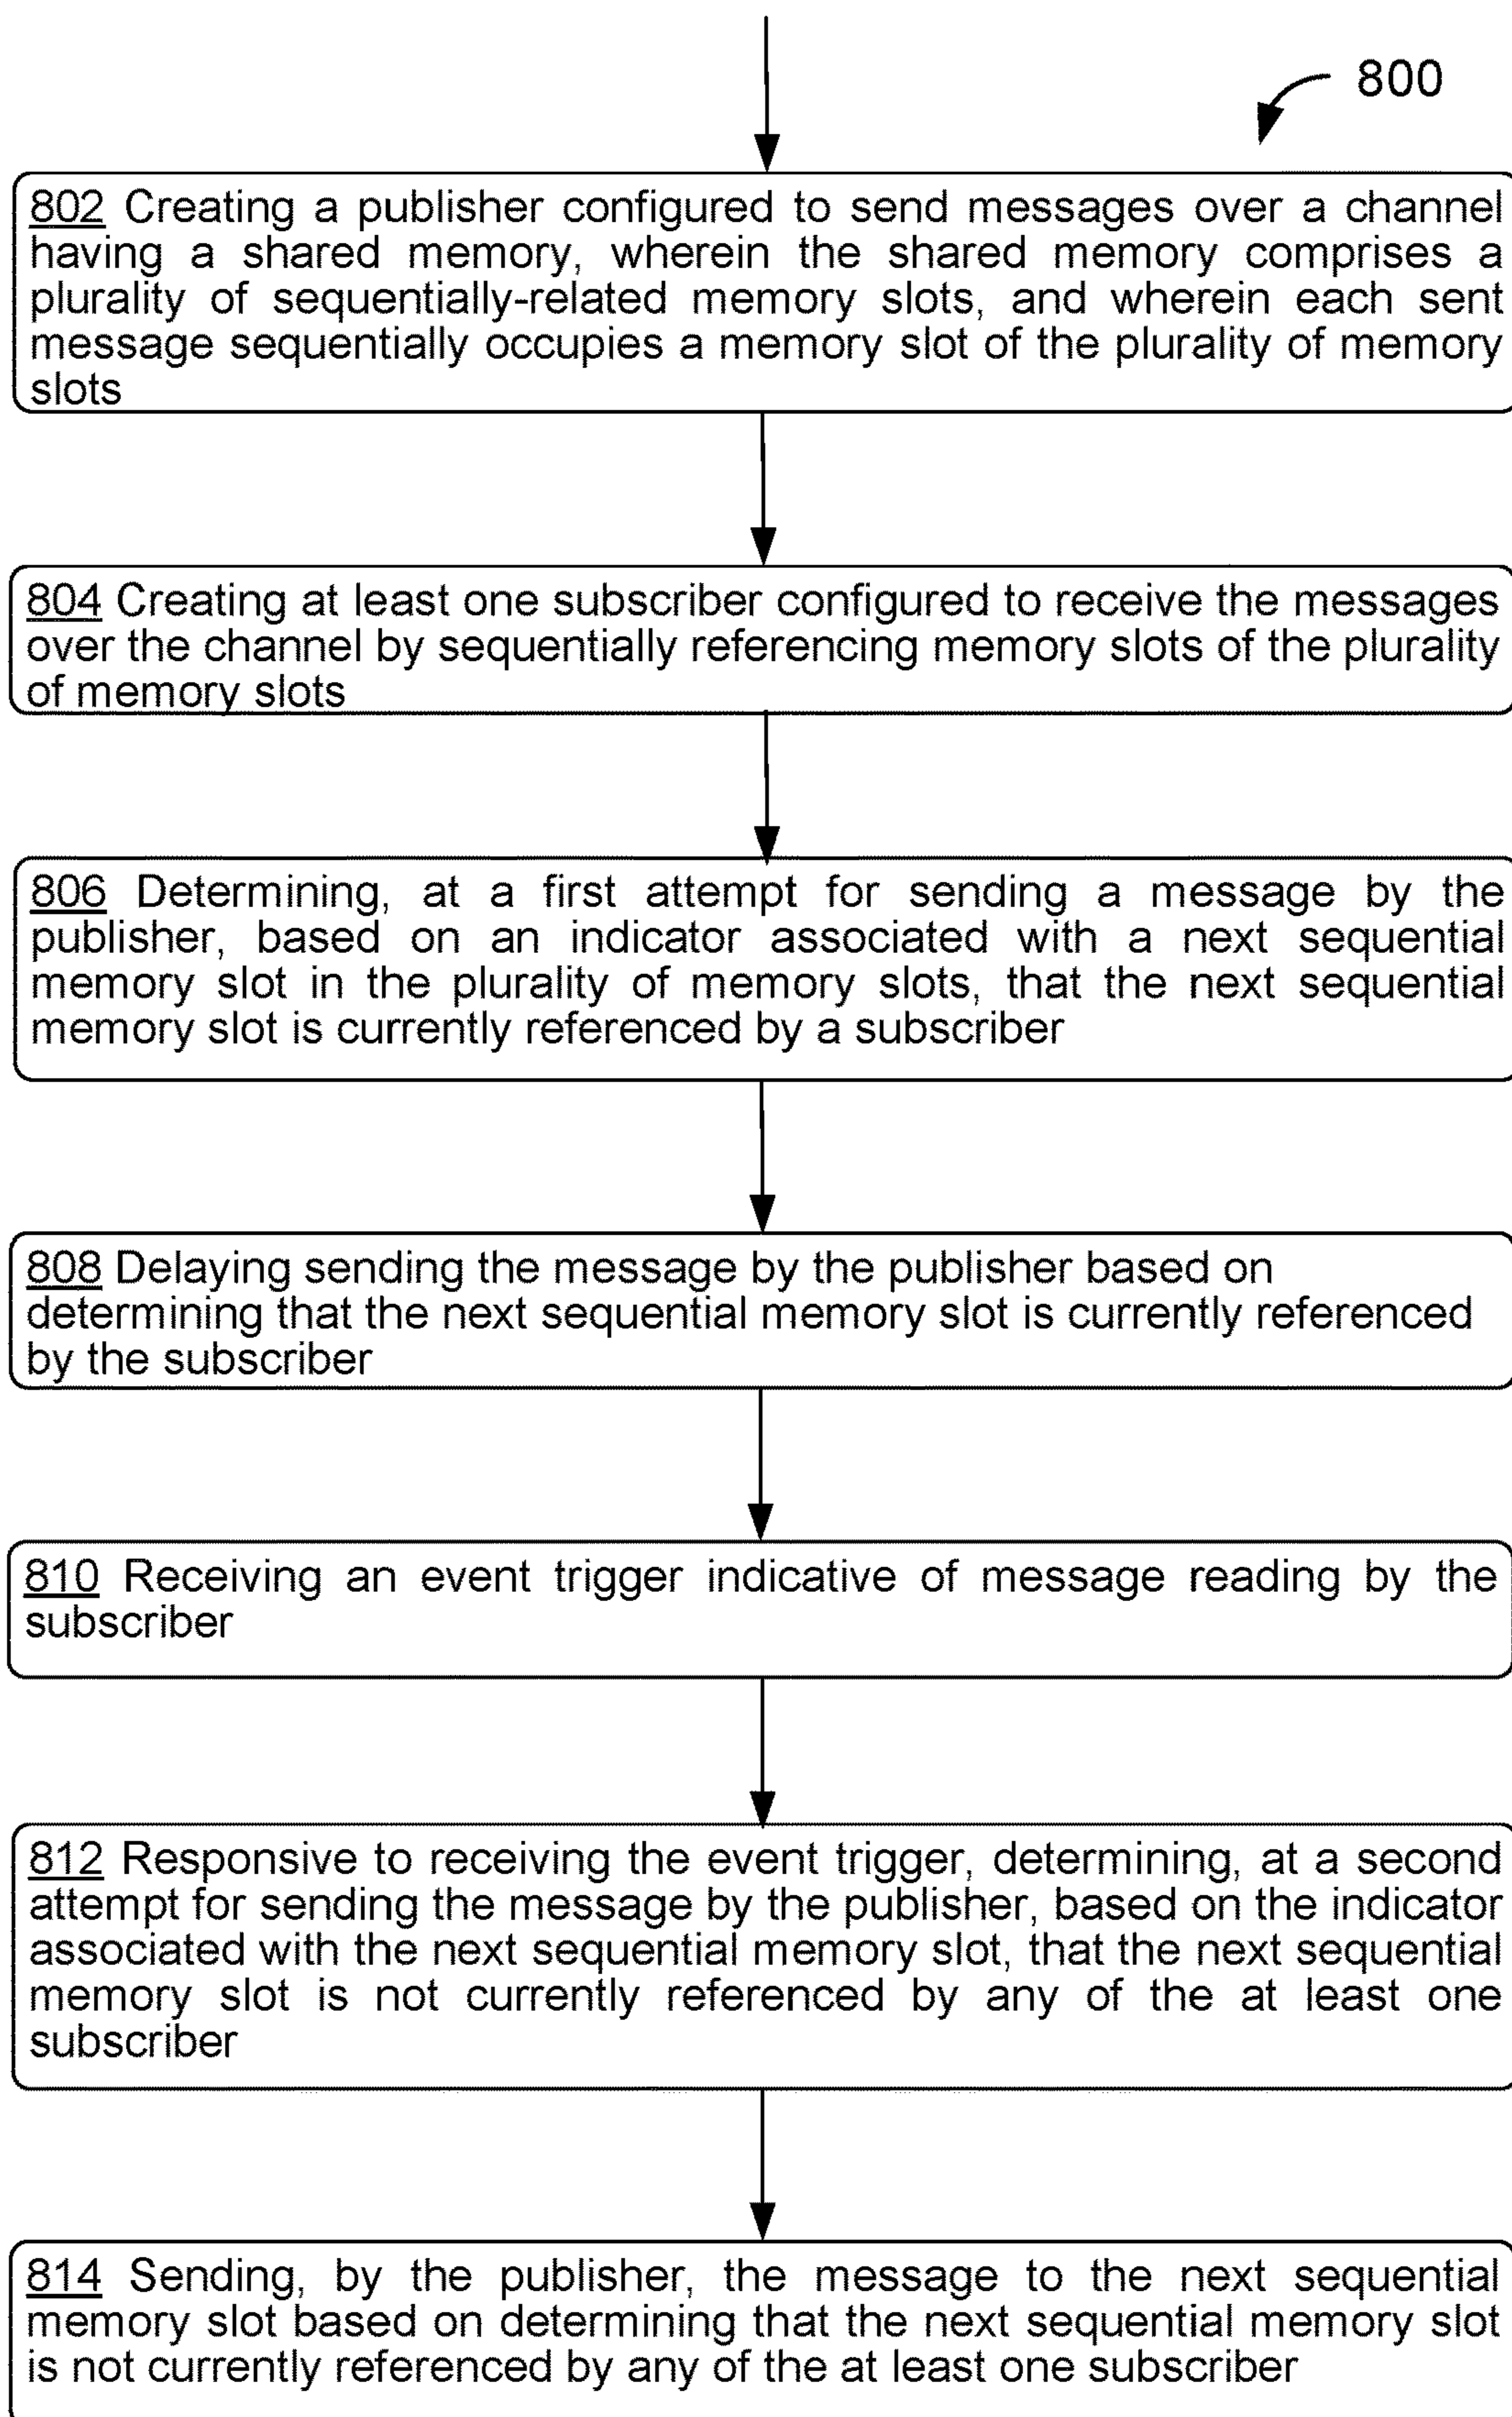 800
802 Creating a publisher configured to send messages over a channel
having a shared memory, wherein the shared memory comprises a
plurality of sequentially-related memory slots, and wherein each sent
message sequentially occupies a memory slot of the plurality of memory
slots
804 Creating at least one subscriber configured to receive the messages
over the channel by sequentially referencing memory slots of the plurality
of memory slots
806 Determining, at a first attempt for sending a message by the
publisher, based on an indicator associated with a next sequential
memory slot in the plurality of memory slots, that the next sequential
memory slot is currently referenced by a subscriber
808 Delaying sending the message by the publisher based on
determining that the next sequential memory slot is currently referenced
by the subscriber
810 Receiving an event trigger indicative of message reading by the
subscriber
812 Responsive to receiving the event trigger, determining, at a second
attempt for sending the message by the publisher, based on the indicator
associated with the next sequential memory slot, that the next sequential
memory slot is not currently referenced by any of the at least one
subscriber
814 Sending, by the publisher, the message to the next sequential
memory slot based on determining that the next sequential memory slot
is not currently referenced by any of the at least one subscriber